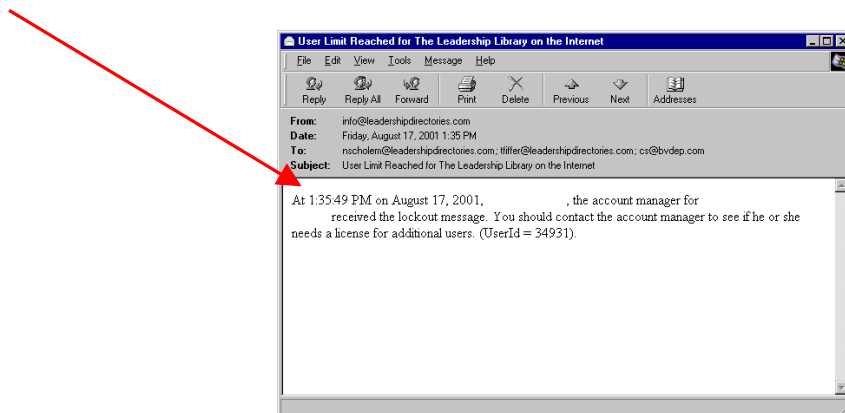 User Limit Reached for The Leadership Library on the Internet
File Edit View Tools Message Help
Reply Reply All Forward Print Delete Previous Next Addresses
From: info@leadershipdirectories.com
Date: Friday, August 17, 2001 1:35 PM
To: nscholem@leadershipdirectories.com; tfiffer@leadershipdirectories.com; cs@bvdep.com
Subject: User Limit Reached for The Leadership Library on the Internet
At 1:35:49 PM on August 17, 2001, , the account manager for
received the lockout message. You should contact the account manager to see if he or she
needs a license for additional users. (UserId = 34931).